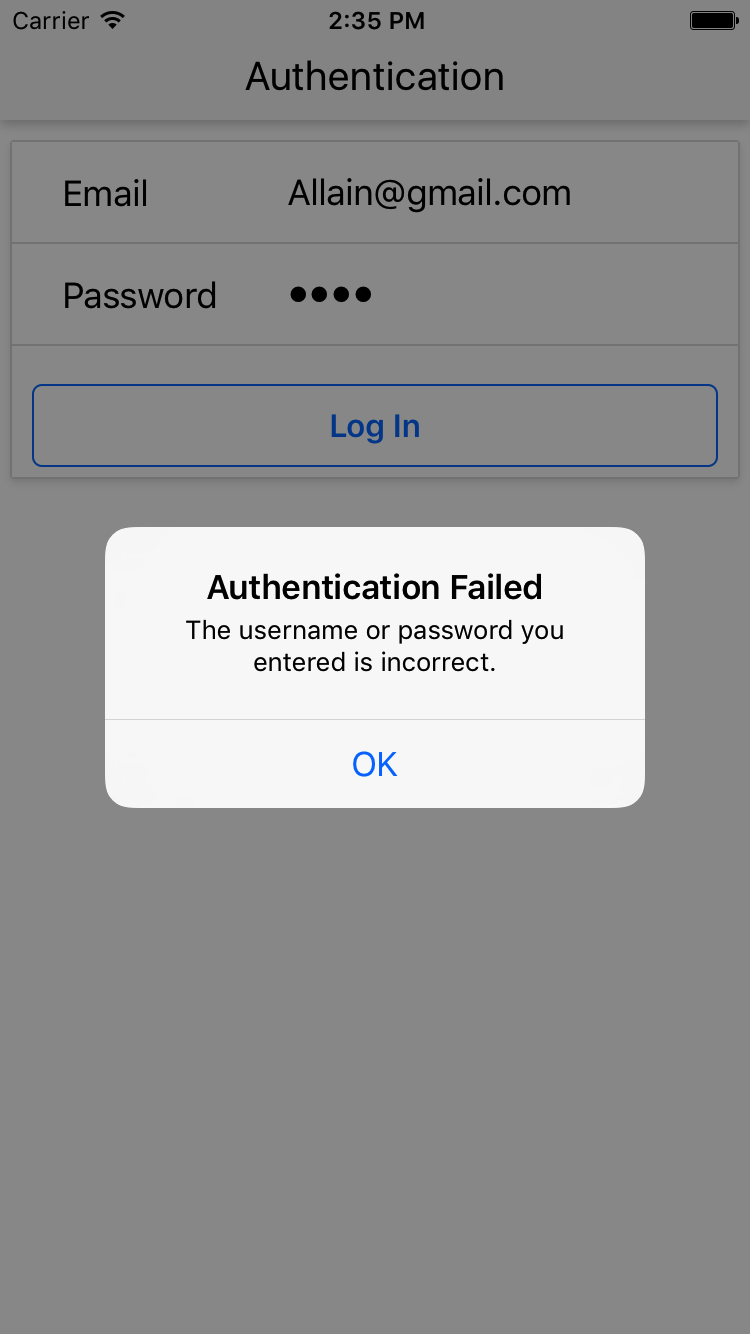 Carrier 2:35 PM
Authentication
Email Allain@gmail.com
Password ••••
Log In
Authentication Failed
The username or password you
entered is incorrect.
OK